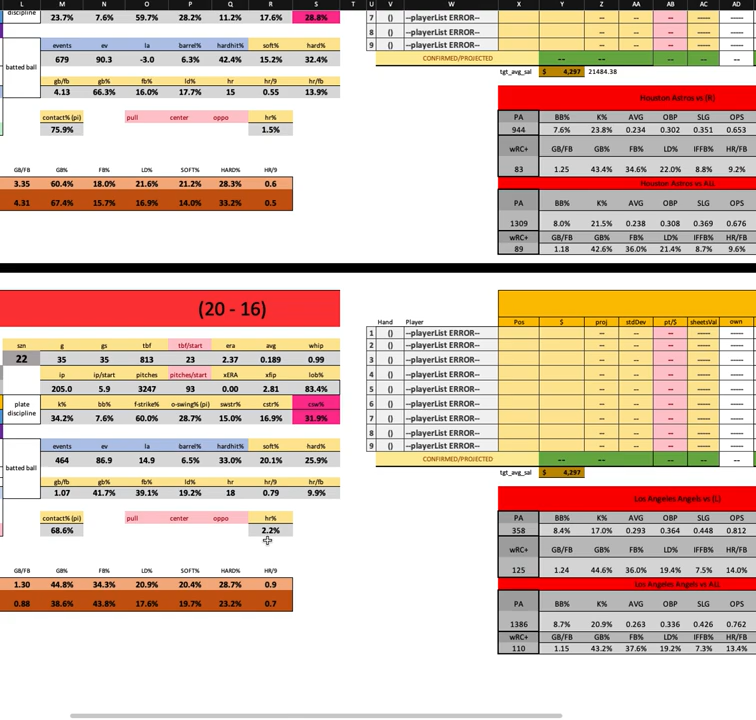 L M N O P Q R S T U V W X Y Z AA AB AC AD
discipline 23.7% 7.6% 59.7% 28.2% 11.2% 17.6% 28.8% 7 () --playerList ERROR-- -- -- -----
8 () --playerList ERROR-- -- -- ----- --
events ev la barrel% hardhit% soft% hard% 9 () --playerList ERROR-- -- -- ----- --
679 90.3 -3.0 6.3% 42.4% 15.2% 32.4% CONFIRMED/PROJECTED -- -- -- ----- --
batted ball
tgt_avg_sal $ 4,297 21484.38
gb/fb gb% fb% ld% hr hr/9 hr/fb
4.13 66.3% 16.0% 17.7% 15 0.55 13.9%
Houston Astros vs (R)
contact% (pi) pull center oppo hr% PA BB% K% AVG OBP SLG OPS
75.9% 1.5% 944 7.6% 23.8% 0.234 0.302 0.351 0.653
wRC+ GB/FB GB% FB% LD% IFFB% HR/FB
GB/FB GB% FB% LD% SOFT% HARD% HR/9 83 1.25 43.4% 34.6% 22.0% 8.8% 9.2%
3.35 60.4% 18.0% 21.6% 21.2% 28.3% 0.6 Houston Astros vs ALL
4.31 67.4% 15.7% 16.9% 14.0% 33.2% 0.5 PA BB% K% AVG OBP SLG OPS
1309 8.0% 21.5% 0.238 0.308 0.369 0.676
wRC+ GB/FB GB% FB% LD% IFFB% HR/FB
89 1.18 42.6% 36.0% 21.4% 8.7% 9.6%
(20 - 16)
Hand Player Pos $ proj stdDev pt/$ sheetsVal own
1 () --playerList ERROR-- -- -- ----- --
szn g gs tbf tbf/start era avg whip 2 () --playerList ERROR-- -- -- ----- --
22 35 35 813 23 2.37 0.189 0.99 3 () --playerList ERROR-- -- -- ----- --
ip ip/start pitches pitches/start xERA xfip lob% 4 () --playerList ERROR-- -- -- ----- --
205.0 5.9 3247 93 0.00 2.81 83.4% 5 () --playerList ERROR-- -- -- ----- --
plate discipline k% bb% f-strike% o-swing% (pi) swstr% cstr% csw% 6 () --playerList ERROR-- -- -- ----- --
34.2% 7.6% 60.0% 28.7% 15.0% 16.9% 31.9% 7 () --playerList ERROR-- -- -- ----- --
8 () --playerList ERROR-- -- -- ----- --
events ev la barrel% hardhit% soft% hard% 9 () --playerList ERROR-- -- -- ----- --
464 86.9 14.9 6.5% 33.0% 20.1% 25.9% CONFIRMED/PROJECTED -- -- -- ----- --
batted ball
tgt_avg_sal $ 4,297
gb/fb gb% fb% ld% hr hr/9 hr/fb
1.07 41.7% 39.1% 19.2% 18 0.79 9.9%
Los Angeles Angels vs (L)
contact% (pi) pull center oppo hr% PA BB% K% AVG OBP SLG OPS
68.6% 2.2% 358 8.4% 17.0% 0.293 0.364 0.448 0.812
wRC+ GB/FB GB% FB% LD% IFFB% HR/FB
GB/FB GB% FB% LD% SOFT% HARD% HR/9 125 1.24 44.6% 36.0% 19.4% 7.5% 14.0%
1.30 44.8% 34.3% 20.9% 20.4% 28.7% 0.9 Los Angeles Angels vs ALL
0.88 38.6% 43.8% 17.6% 19.7% 23.2% 0.7 PA BB% K% AVG OBP SLG OPS
1386 8.7% 20.9% 0.263 0.336 0.426 0.762
wRC+ GB/FB GB% FB% LD% IFFB% HR/FB
110 1.15 43.2% 37.6% 19.2% 7.3% 13.4%